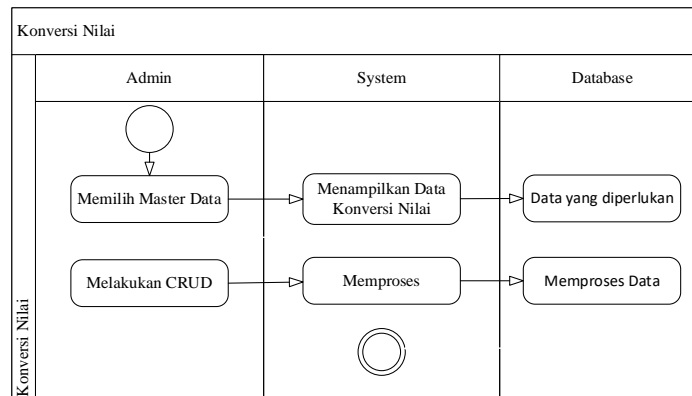 Konversi Nilai
Admin
System
Database
Memilih Master Data
Menampilkan Data
Konversi Nilai
Data yang diperlukan
Melakukan CRUD
Memproses
Memproses Data
Konversi Nilai